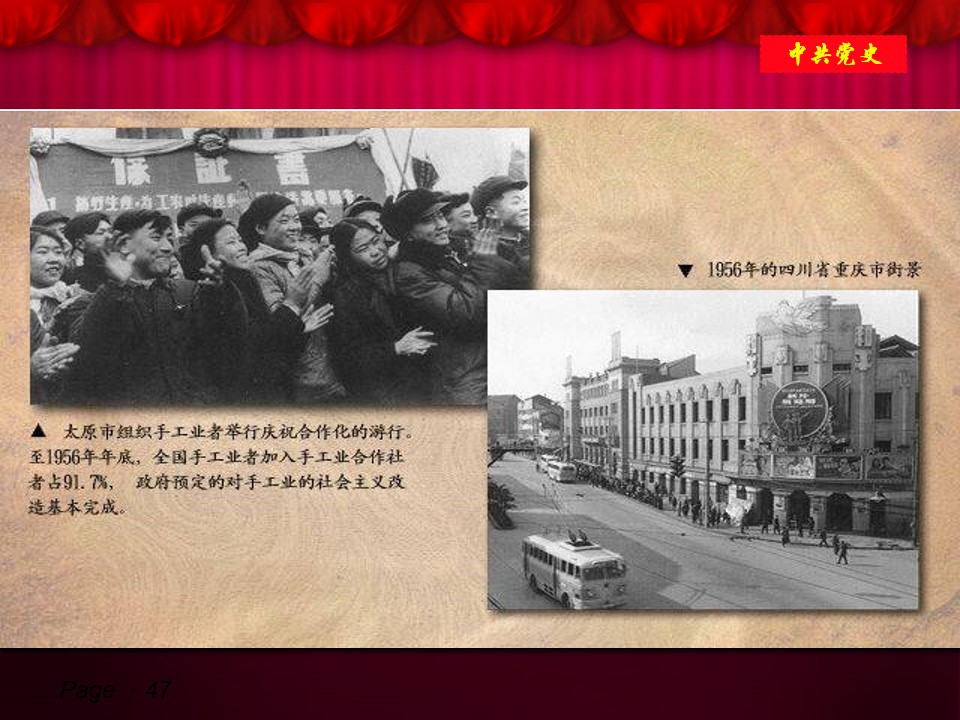 中共党史
保証書
▼ 1956年的四川省重庆市街景
▲ 太原市组织手工业者举行庆祝合作化的游行。
至1956年年底，全国手工业者加入手工业合作社
者占91.7%， 政府预定的对手工业的社会主义改
造基本完成。
Page 47